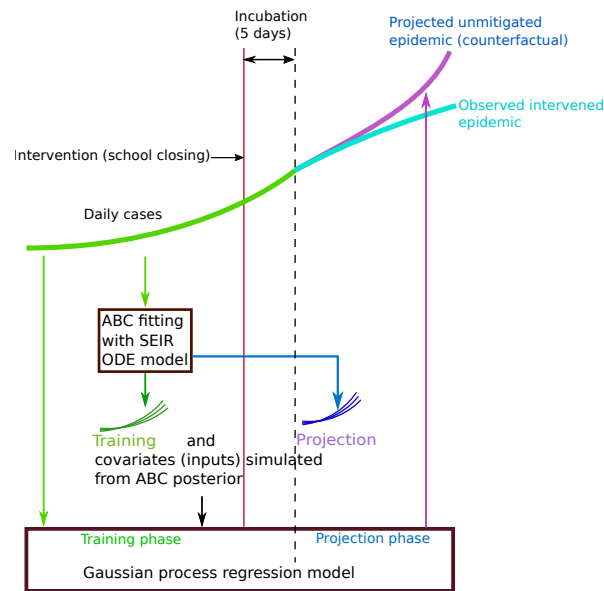 Incubation
(5 days)
Projected unmitigated
epidemic (counterfactual)
Observed intervened
epidemic
Intervention (school closing)
Daily cases
ABC fitting
with SEIR
ODE model
Training and Projection
covariates (inputs) simulated
from ABC posterior
Training phase
Projection phase
Gaussian process regression model